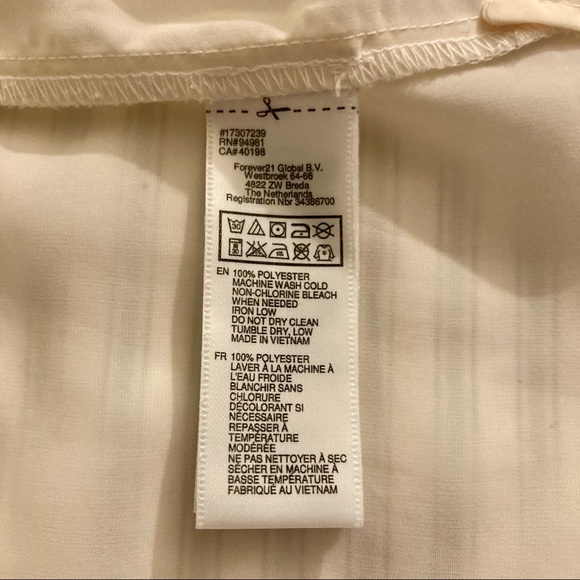 #17307239
RN#94981
CA#40198
Forever21 Global B.V.
Westbroek 64-66
4822 ZW Breda
The Netherlands
Registration Nbr 34386700
30
30
EN 100% POLYESTER
MACHINE WASH COLD
NON-CHLORINE BLEACH
WHEN NEEDED
IRON LOW
DO NOT DRY CLEAN
TUMBLE DRY, LOW
MADE IN VIETNAM
FR 100% POLYESTER
LAVER À LA MACHINE À
L'EAU FROIDE
BLANCHIR SANS
CHLORURE
DÉCOLORANT SI
NÉCESSAIRE
REPASSER À
TEMPÉRATURE
MODÉRÉE
NE PAS NETTOYER À SEC
SÉCHER EN MACHINE À
BASSE TEMPÉRATURE
FABRIQUÉ AU VIETNAM